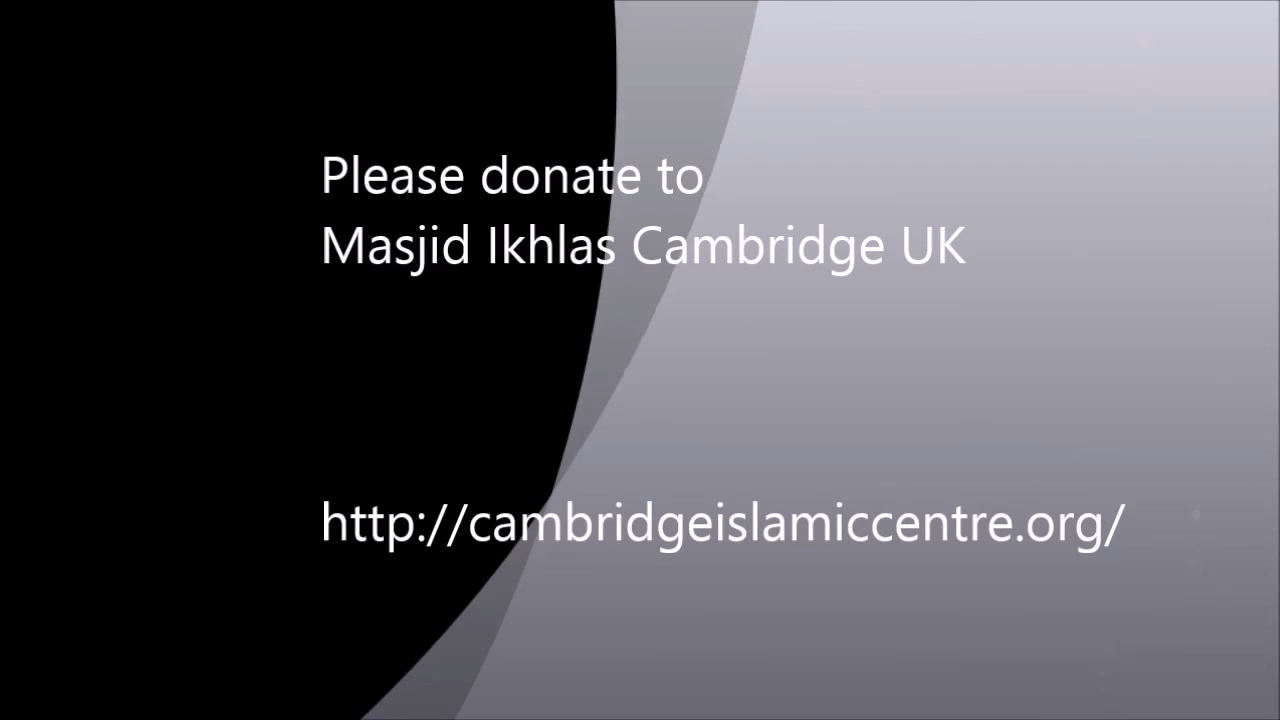 Please donate to
Masjid Ikhlas Cambridge UK
http://cambridgeislamiccentre.org/